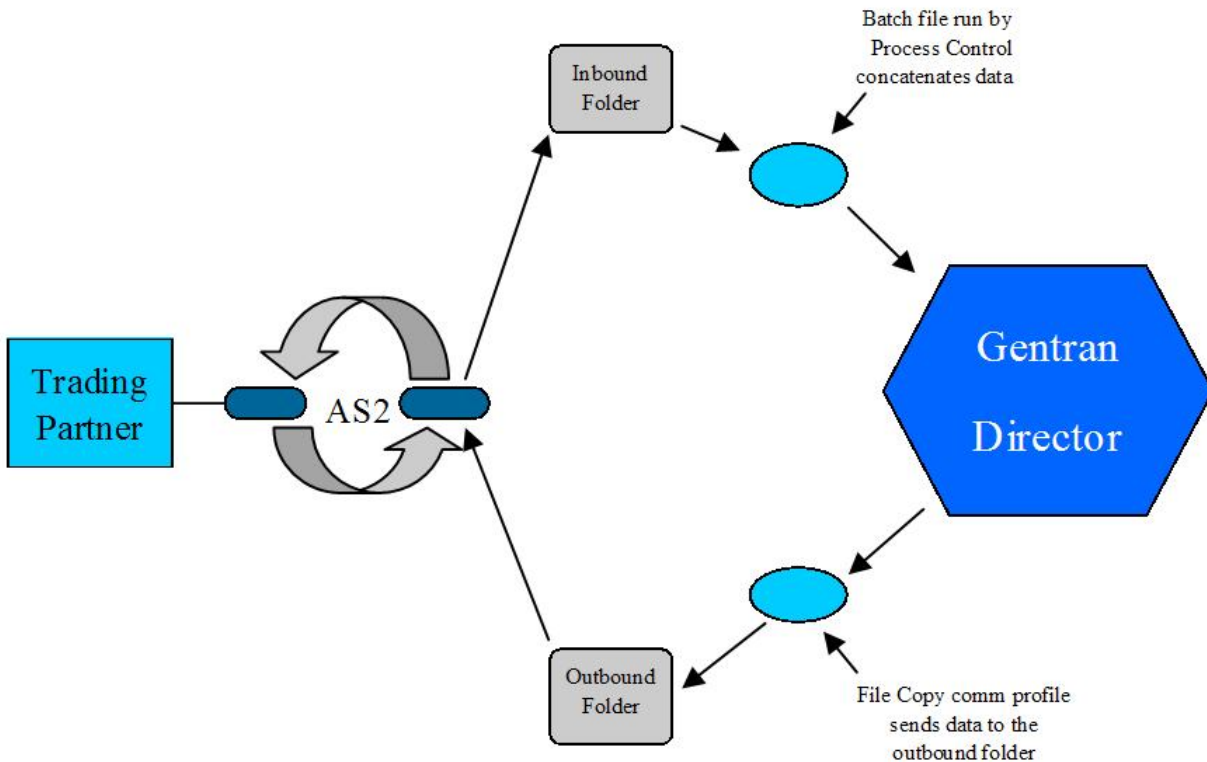 Batch file run by
Process Control
concatenates data
Inbound
Folder
Gentran
Director
Trading
Partner
AS2
Outbound
Folder
File Copy comm profile
sends data to the
outbound folder